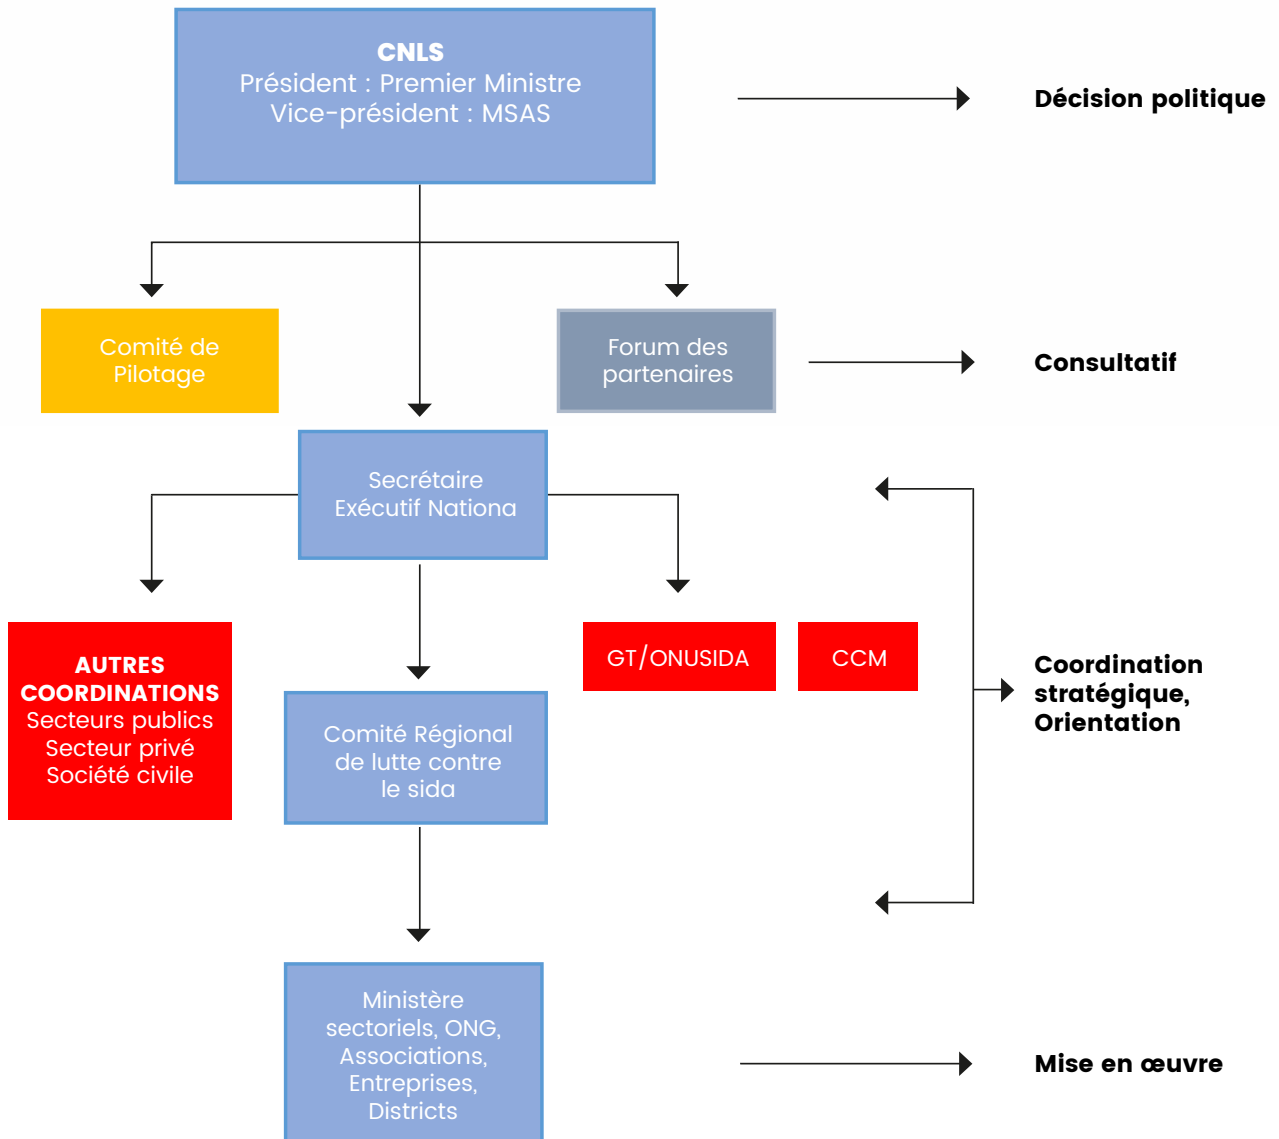 CNLS
Président : Premier Ministre
Vice-président : MSAS
Décision politique
Comité de
Pilotage
Forum des
partenaires
Consultatif
Secrétaire
Exécutif Nationa
AUTRES
COORDINATIONS
Secteurs publics
Secteur privé
Société civile
GT/ONUSIDA
CCM
Coordination
stratégique,
Orientation
Comité Régional
de lutte contre
le sida
Ministère
sectoriels, ONG,
Associations,
Entreprises,
Districts
Mise en œuvre